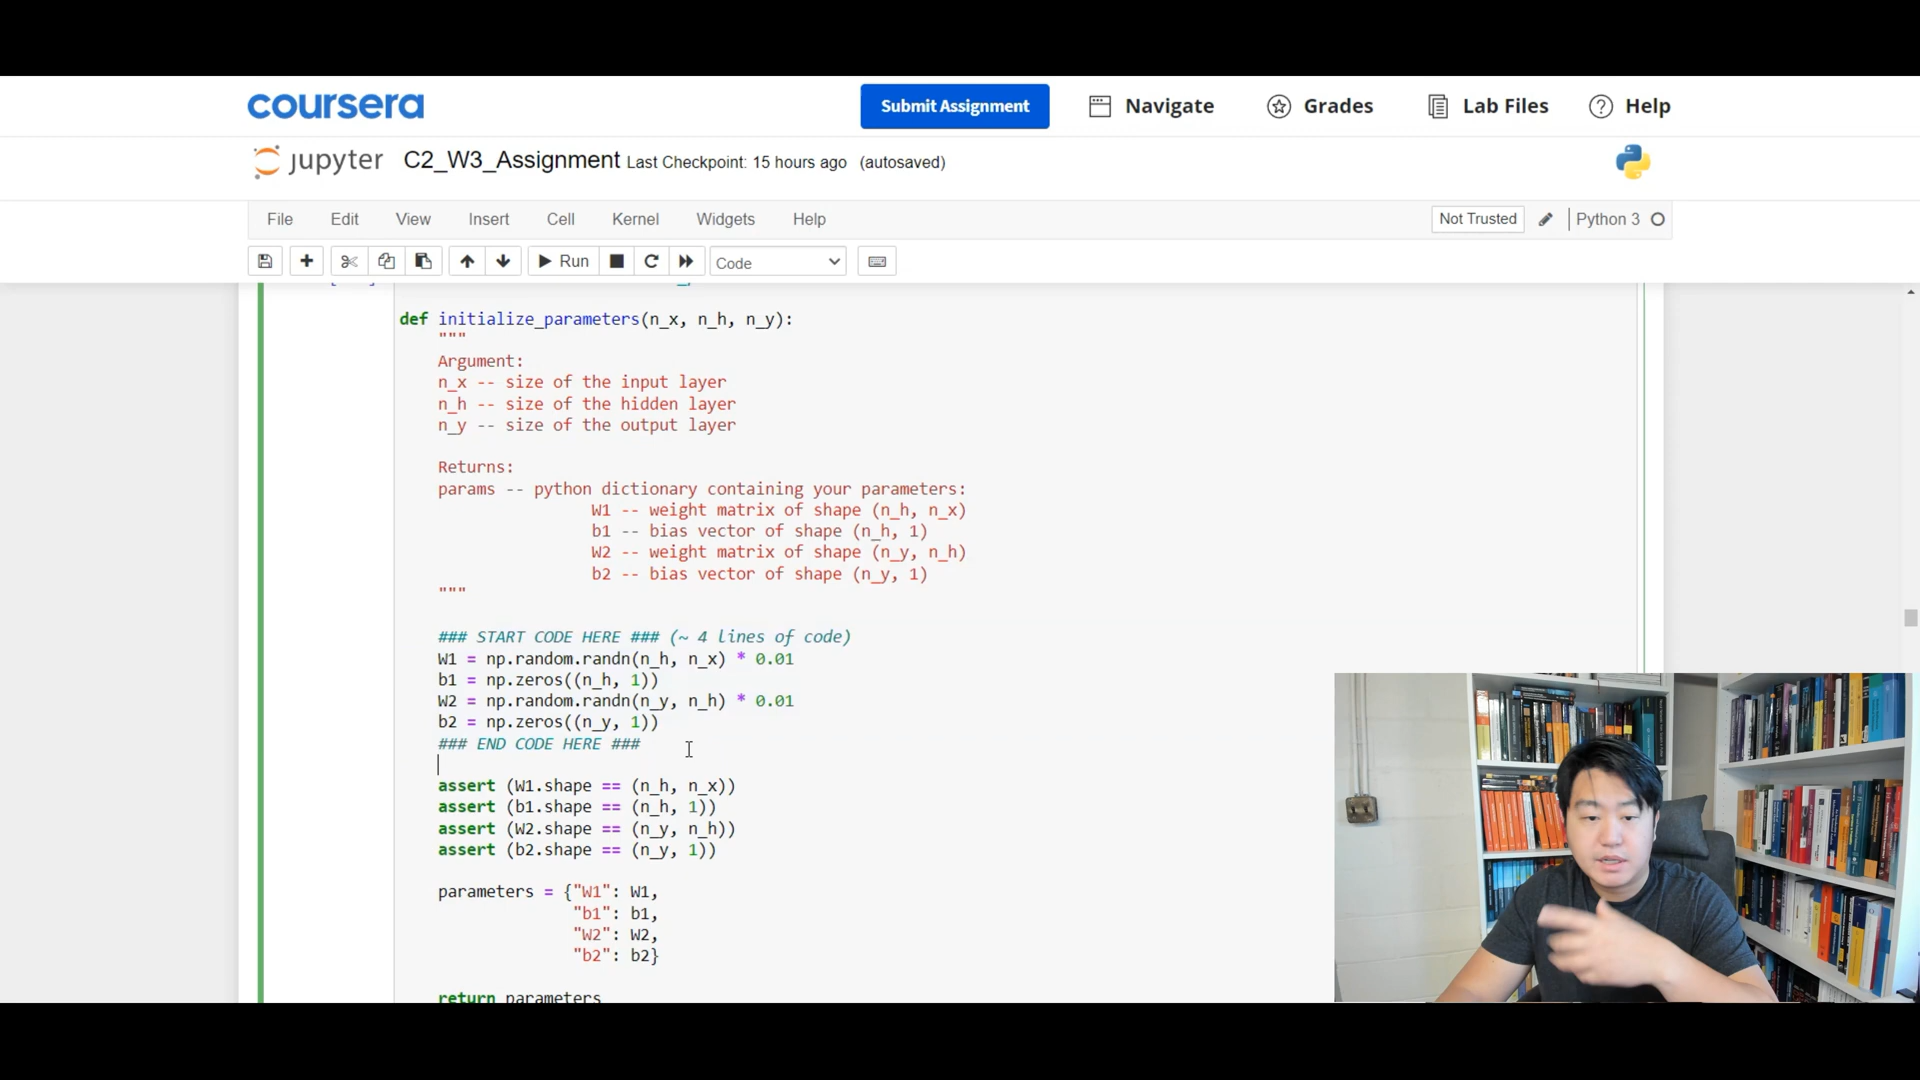 coursera
Submit Assignment
Navigate
Grades
Lab Files
? Help
jupyter C2_W3_Assignment Last Checkpoint: 15 hours ago (autosaved)
File Edit View Insert Cell Kernel Widgets Help
Not Trusted Python 3
Run Code
def initialize_parameters(n_x, n_h, n_y):
"""
Argument:
n_x -- size of the input layer
n_h -- size of the hidden layer
n_y -- size of the output layer
Returns:
params -- python dictionary containing your parameters:
W1 -- weight matrix of shape (n_h, n_x)
b1 -- bias vector of shape (n_h, 1)
W2 -- weight matrix of shape (n_y, n_h)
b2 -- bias vector of shape (n_y, 1)
"""
### START CODE HERE ### (~ 4 lines of code)
W1 = np.random.randn(n_h, n_x) * 0.01
b1 = np.zeros((n_h, 1))
W2 = np.random.randn(n_y, n_h) * 0.01
b2 = np.zeros((n_y, 1))
### END CODE HERE ###
assert (W1.shape == (n_h, n_x))
assert (b1.shape == (n_h, 1))
assert (W2.shape == (n_y, n_h))
assert (b2.shape == (n_y, 1))
parameters = {"W1": W1,
"b1": b1,
"W2": W2,
"b2": b2}
return parameters